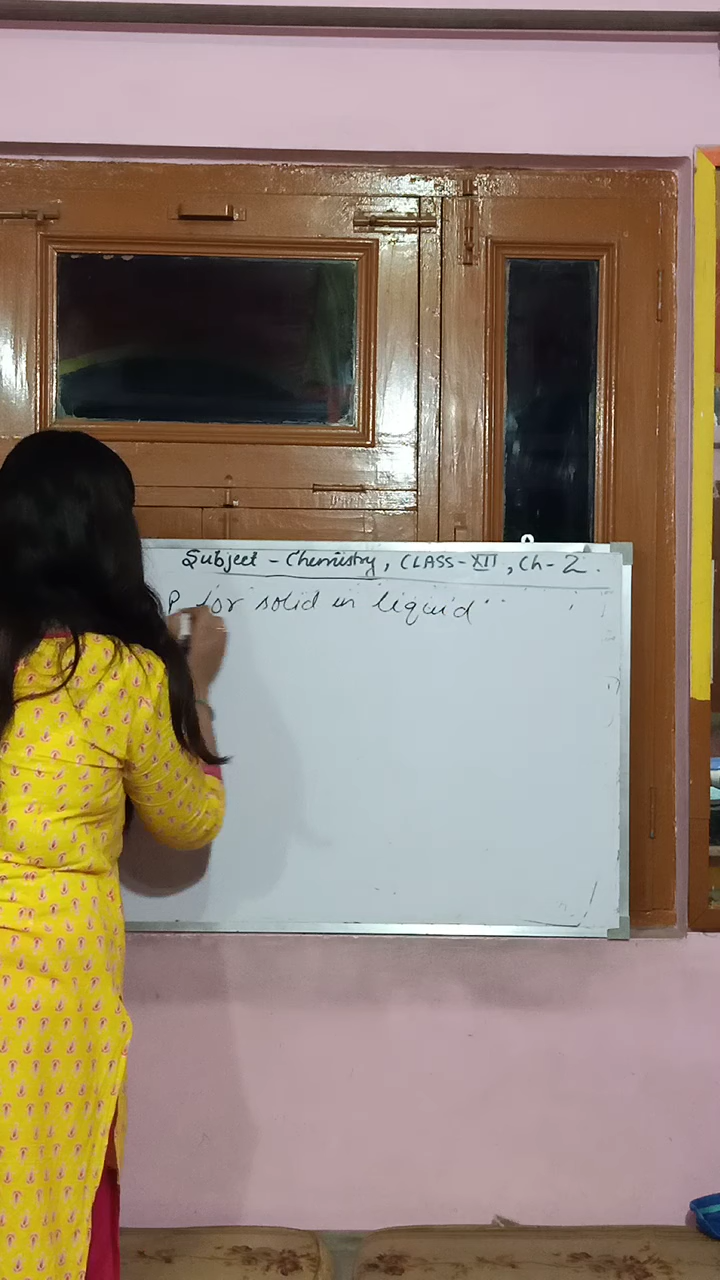 Subject - Chemistry, CLASS-XII, Ch-2.
P for solid in liquid